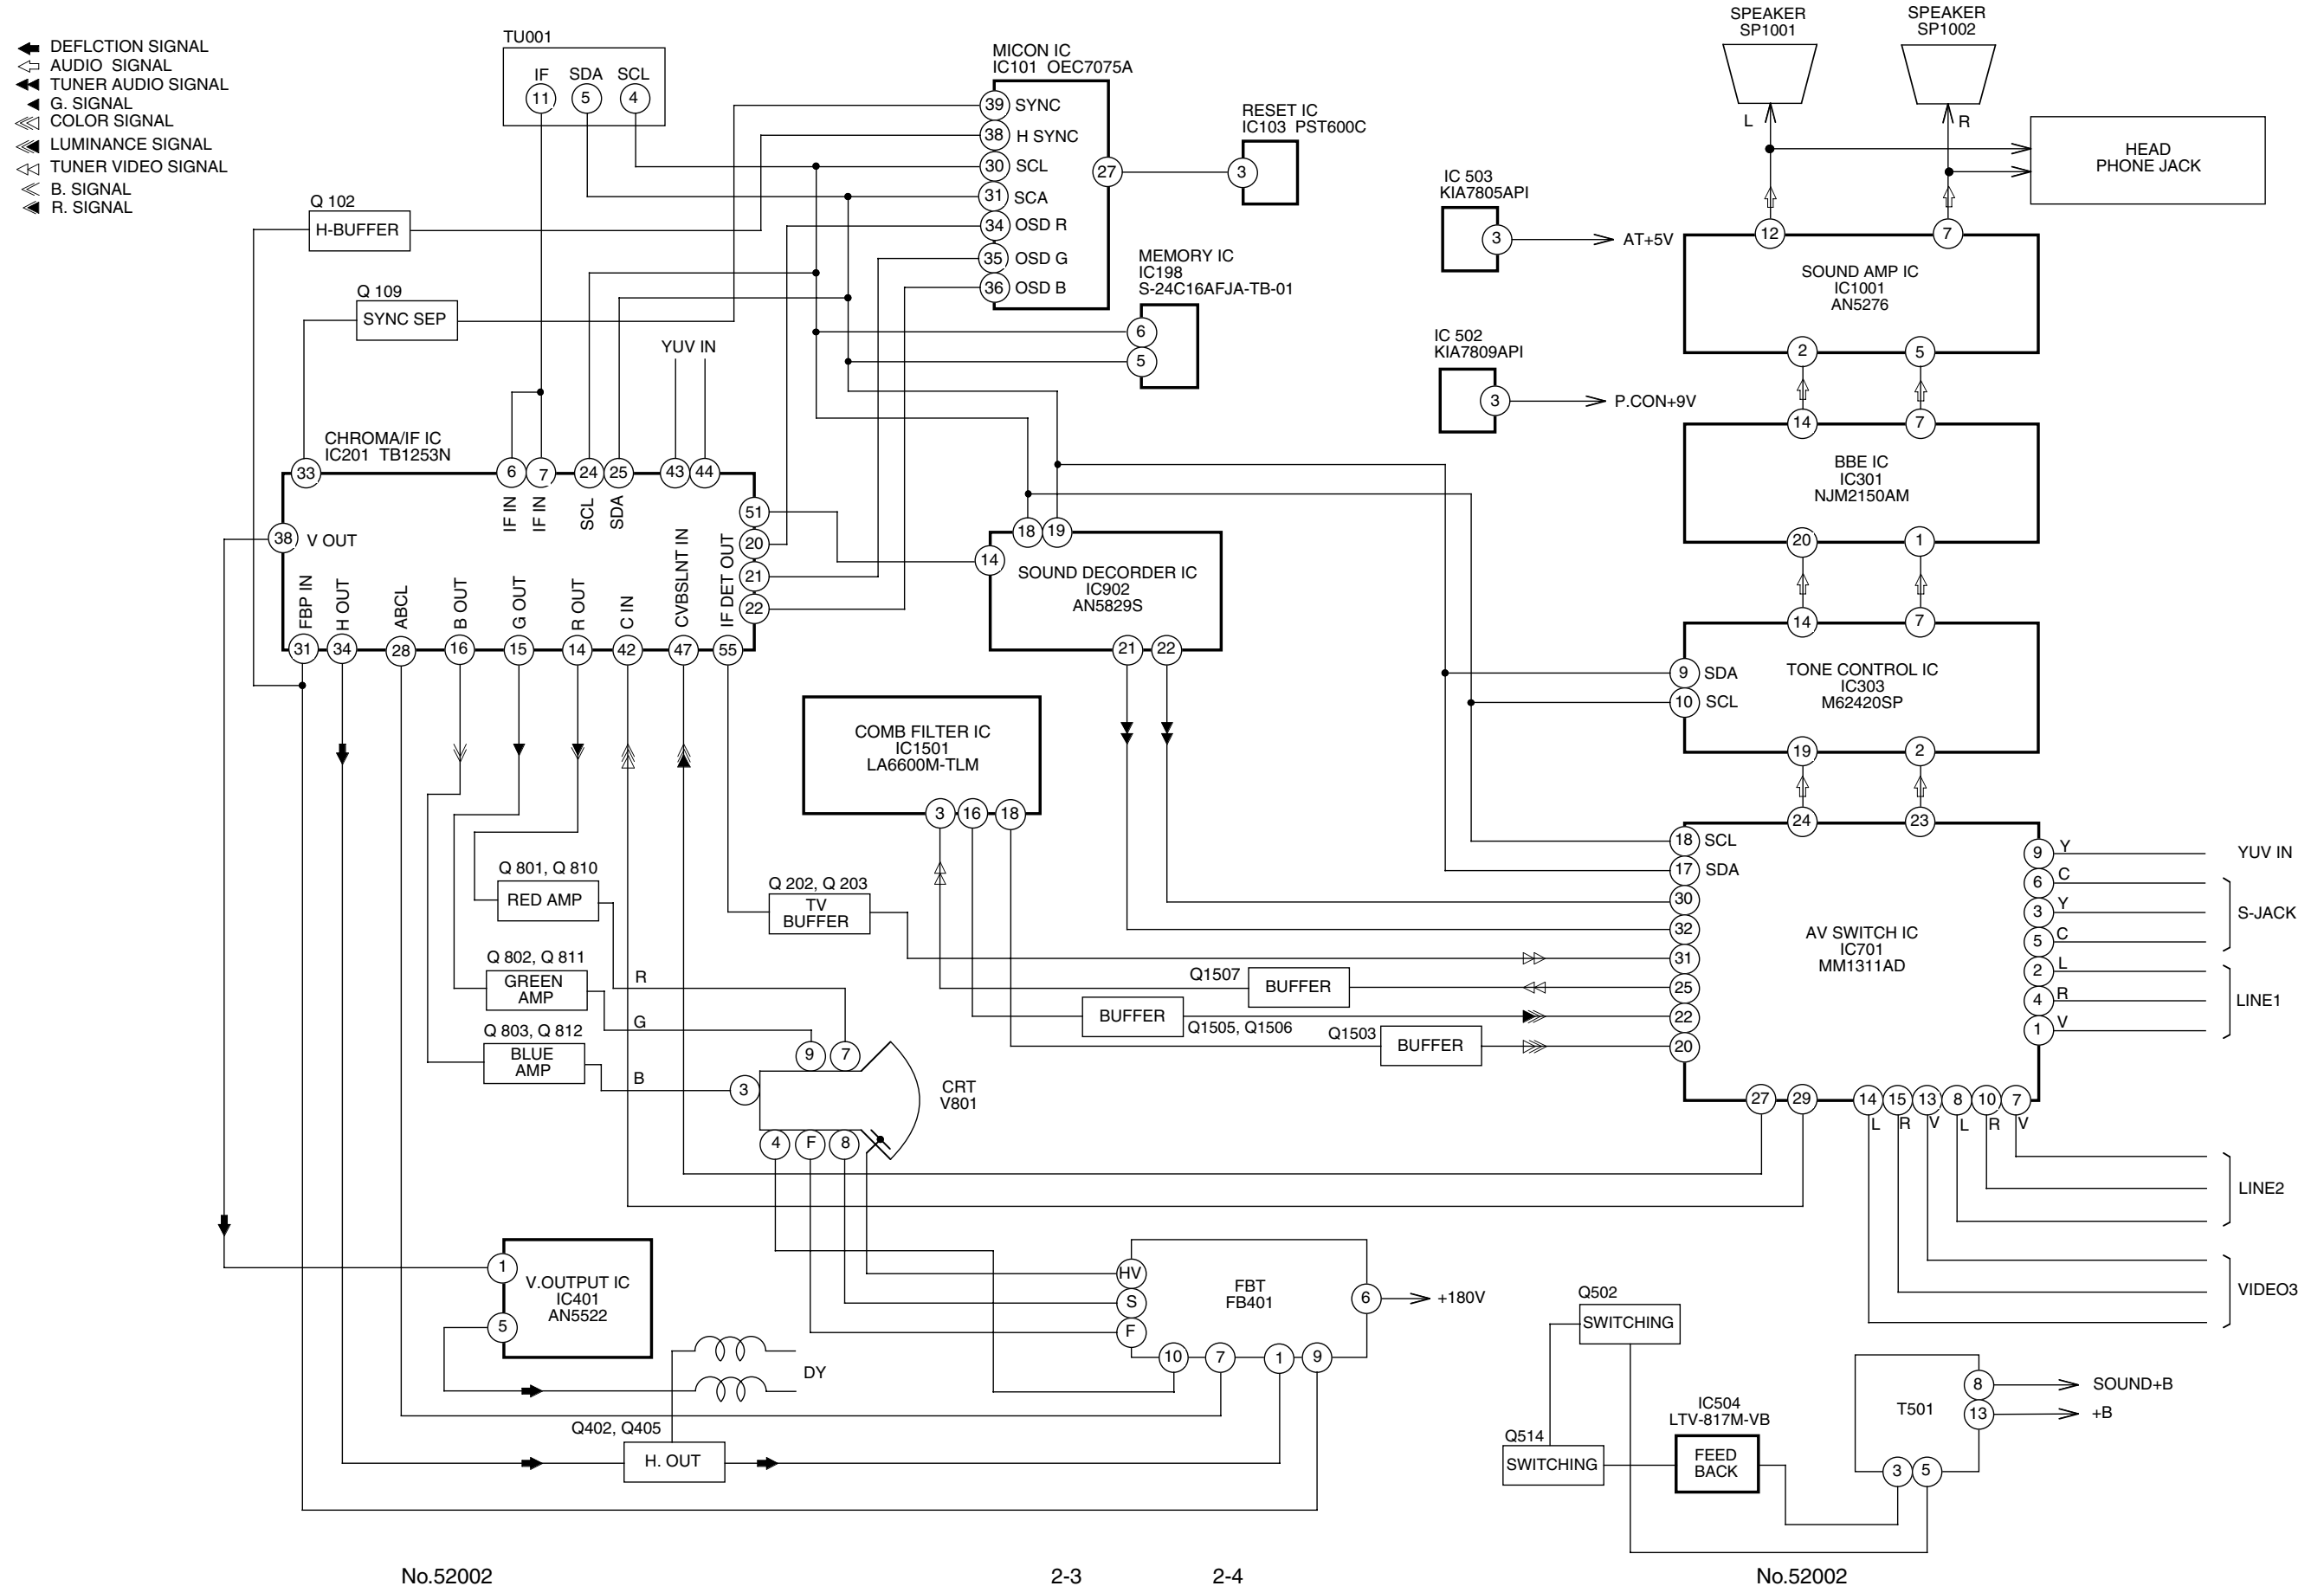 DEFLCTION SIGNAL
AUDIO SIGNAL
TUNER AUDIO SIGNAL
G. SIGNAL
COLOR SIGNAL
LUMINANCE SIGNAL
TUNER VIDEO SIGNAL
B. SIGNAL
R. SIGNAL
TU001
IF SDA SCL
11 5 4
MICON IC
IC101 OEC7075A
39 SYNC
38 H SYNC
30 SCL
31 SCA
34 OSD R
35 OSD G
36 OSD B
27
RESET IC
IC103 PST600C
3
MEMORY IC
IC198
S-24C16AFJA-TB-01
6
5
Q 102
H-BUFFER
Q 109
SYNC SEP
YUV IN
CHROMA/IF IC
IC201 TB1253N
33 6 7 24 25 43 44
IF IN
IF IN
SCL
SDA
51
20
21
22
38 V OUT
FBP IN
H OUT
ABCL
B OUT
G OUT
R OUT
C IN
CVBSLNT IN
IF DET OUT
31 34 28 16 15 14 42 47 55
18 19
14
SOUND DECORDER IC
IC902
AN5829S
21 22
COMB FILTER IC
IC1501
LA6600M-TLM
3 16 18
IC 503
KIA7805API
3 AT+5V
IC 502
KIA7809API
3 P.CON+9V
SPEAKER
SP1001
SPEAKER
SP1002
L R
HEAD
PHONE JACK
12 7
SOUND AMP IC
IC1001
AN5276
2 5
14 7
BBE IC
IC301
NJM2150AM
20 1
14 7
9 SDA
10 SCL
TONE CONTROL IC
IC303
M62420SP
19 2
24 23
18 SCL
17 SDA
30
32
31
25
22
20
AV SWITCH IC
IC701
MM1311AD
9 Y YUV IN
6 C
3 Y S-JACK
5 C
2 L
4 R LINE1
1 V
27 29 14 15 13 8 10 7
L R V L R V
LINE2
VIDEO3
Q 801, Q 810
RED AMP
Q 802, Q 811
GREEN
AMP
Q 803, Q 812
BLUE
AMP
R
G
B
Q 202, Q 203
TV
BUFFER
Q1507
BUFFER
BUFFER
Q1505, Q1506
Q1503
BUFFER
9 7
3
4 F 8
CRT
V801
1
5
V.OUTPUT IC
IC401
AN5522
DY
Q402, Q405
H. OUT
HV
S
F
FBT
FB401
6 +180V
10 7 1 9
Q502
SWITCHING
Q514
SWITCHING
IC504
LTV-817M-VB
FEED
BACK
T501
8 SOUND+B
13 +B
3 5
No.52002 2-3 2-4 No.52002